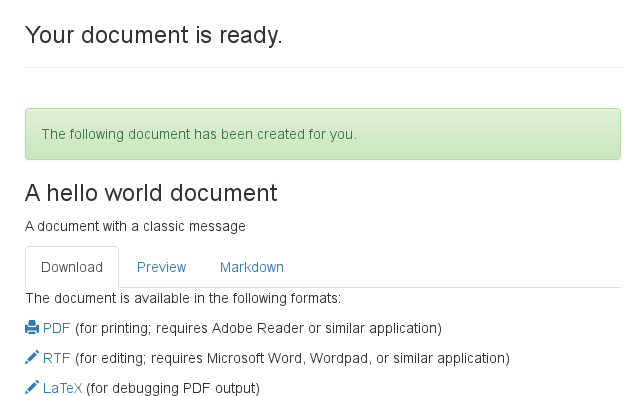 Your document is ready.
The following document has been created for you.
A hello world document
A document with a classic message
Download Preview Markdown
The document is available in the following formats:
PDF (for printing; requires Adobe Reader or similar application)
RTF (for editing; requires Microsoft Word, Wordpad, or similar application)
LaTeX (for debugging PDF output)